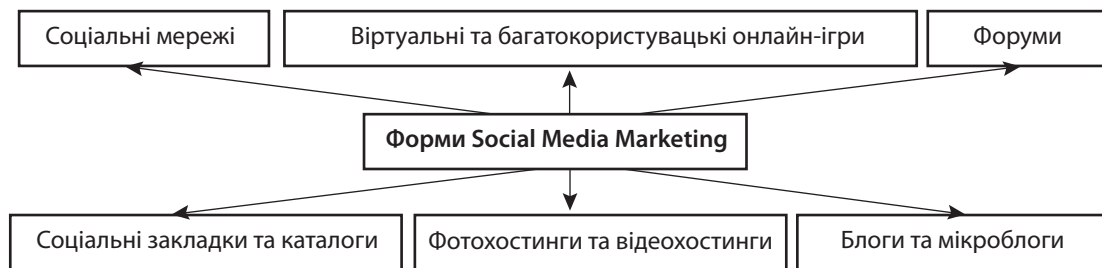 Соціальні мережі
Віртуальні та багатокористувацькі онлайн-ігри
Форуми
Форми Social Media Marketing
Соціальні закладки та каталоги
Фотохостинги та відеохостинги
Блоги та мікроблоги